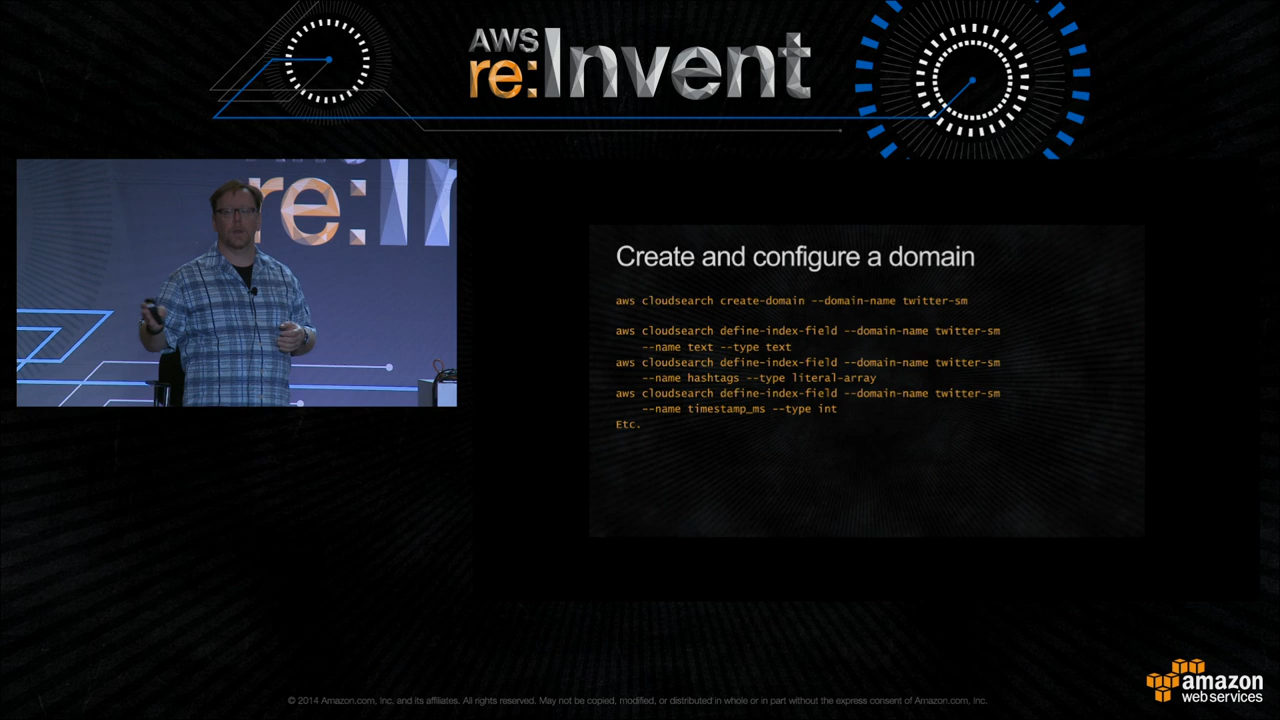 AWS
re:Invent
re:In
Create and configure a domain
aws cloudsearch create-domain --domain-name twitter-sm
aws cloudsearch define-index-field --domain-name twitter-sm
--name text --type text
aws cloudsearch define-index-field --domain-name twitter-sm
--name hashtags --type literal-array
aws cloudsearch define-index-field --domain-name twitter-sm
--name timestamp_ms --type int
Etc.
© 2014 Amazon.com, Inc. and its affiliates. All rights reserved. May not be copied, modified, or distributed in whole or in part without the express consent of Amazon.com, Inc.
amazon
web services